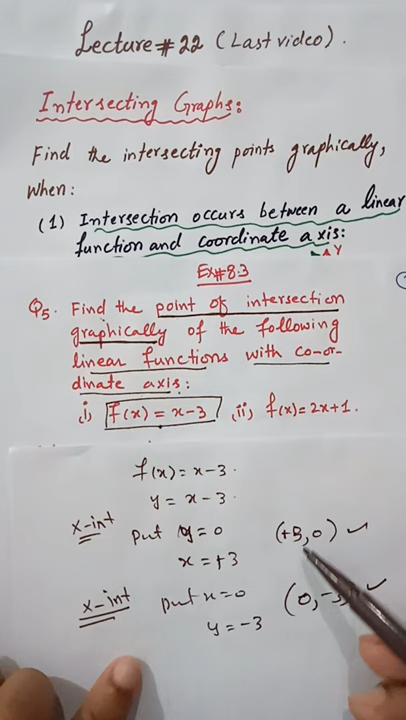 Lecture #22 (Last video).
Intersecting Graphs:
Find the intersecting points graphically,
when:
(1) Intersection occurs between a linear
function and coordinate axis:
Y
Ex#8.3
Q5. Find the point of intersection
graphically of the following
linear functions with co-or-
dinate axis:
i, f(x) = x-3 ,ii, f(x)=2x+1.
f(x) = x-3.
y = x-3.
x-int put y=0 (+3,0) ✓
x = +3
x-int put x=0 (0,-3) ✓
y = -3